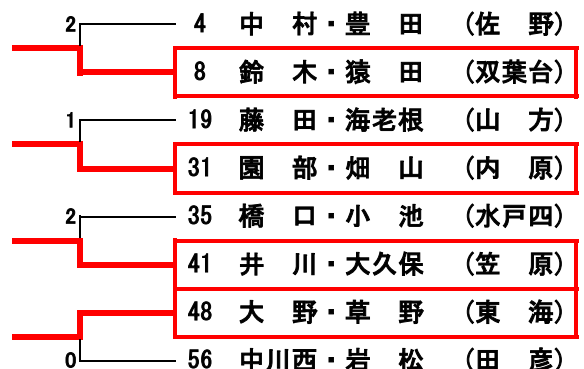 2 4 中 村・豊 田 （佐 野）
8 鈴 木・猿 田 （双葉台）
1 19 藤 田・海老根 （山 方）
31 園 部・畑 山 （内 原）
2 35 橋 口・小 池 （水戸四）
41 井 川・大久保 （笠 原）
48 大 野・草 野 （東 海）
0 56 中川西・岩 松 （田 彦）